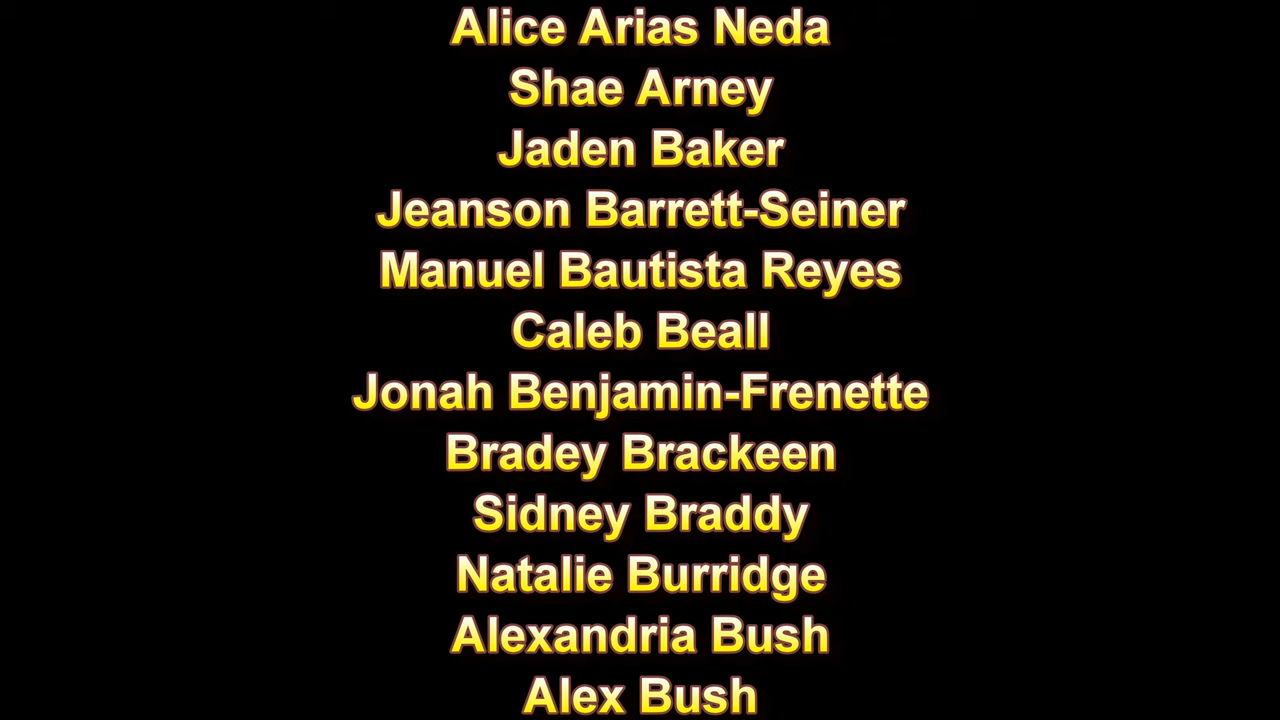 Alice Arias Neda
Shae Arney
Jaden Baker
Jeanson Barrett-Seiner
Manuel Bautista Reyes
Caleb Beall
Jonah Benjamin-Frenette
Bradey Brackeen
Sidney Braddy
Natalie Burridge
Alexandria Bush
Alex Bush